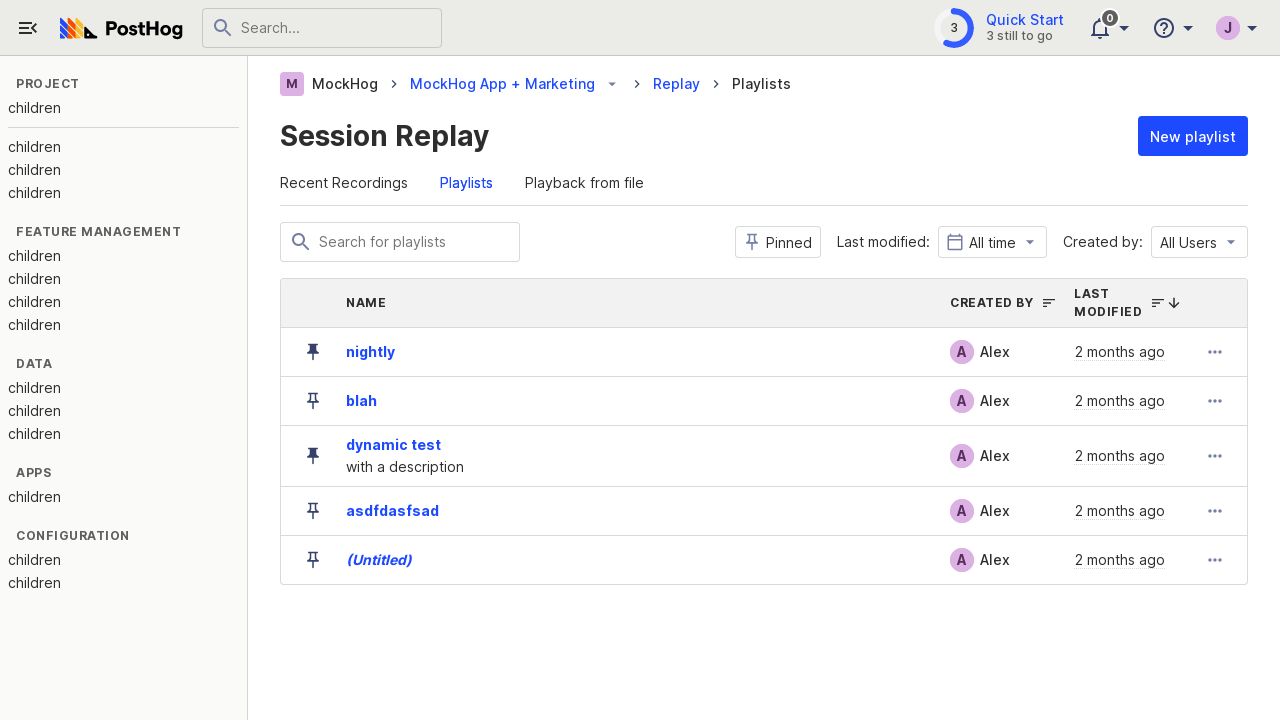 PostHog
Search...
3
Quick Start
3 still to go
0
J
PROJECT
children
children
children
children
FEATURE MANAGEMENT
children
children
children
children
DATA
children
children
children
APPS
children
CONFIGURATION
children
children
M MockHog > MockHog App + Marketing > Replay > Playlists
Session Replay
New playlist
Recent Recordings Playlists Playback from file
Search for playlists
Pinned Last modified: All time Created by: All Users
NAME CREATED BY LAST MODIFIED
nightly A Alex 2 months ago
blah A Alex 2 months ago
dynamic test
with a description A Alex 2 months ago
asdfdasfsad A Alex 2 months ago
(Untitled) A Alex 2 months ago